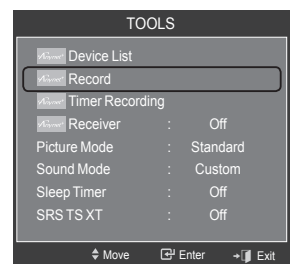 TOOLS
Device List
Record
Timer Recording
Receiver : Off
Picture Mode : Standard
Sound Mode : Custom
Sleep Timer : Off
SRS TS XT : Off
Move Enter Exit